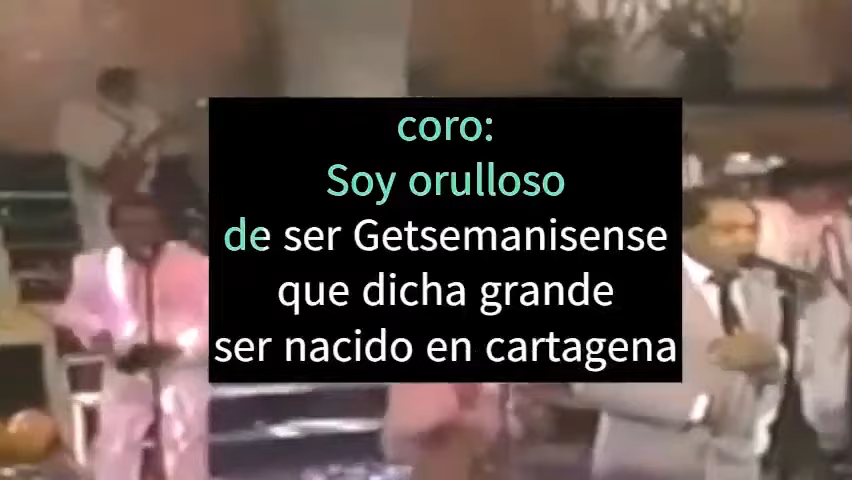 coro:
Soy orulloso
de ser Getsemanisense
que dicha grande
ser nacido en cartagena